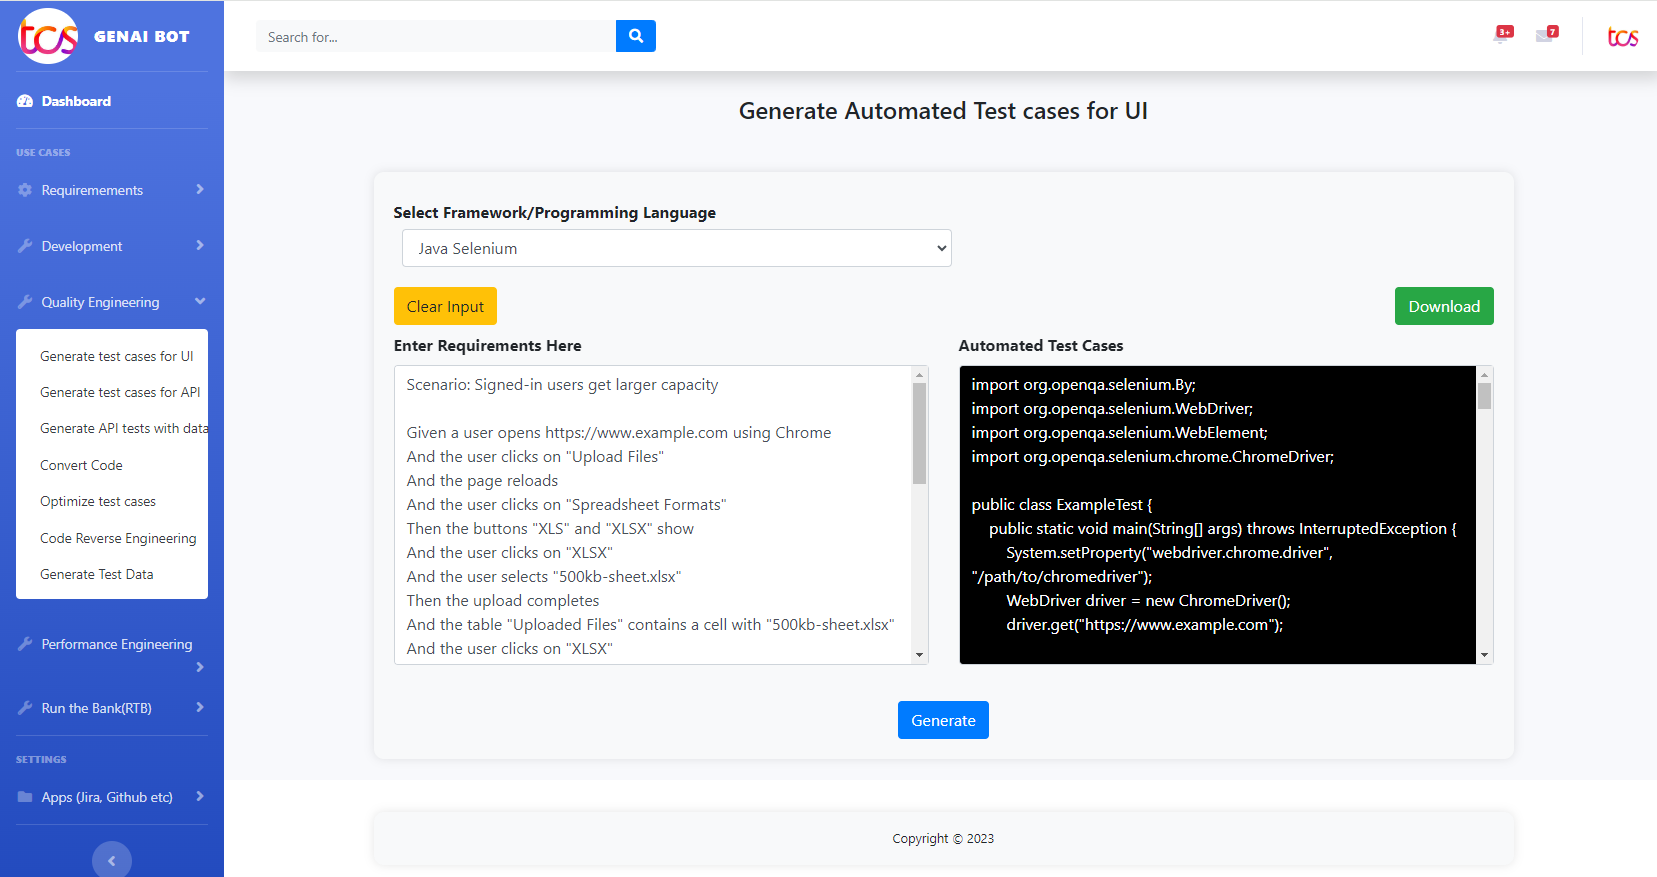 tcs GENAI BOT
Search for...
3+
7
tcs
Dashboard
USE CASES
Requiremements
Development
Quality Engineering
Generate test cases for UI
Generate test cases for API
Generate API tests with data
Convert Code
Optimize test cases
Code Reverse Engineering
Generate Test Data
Performance Engineering
Run the Bank(RTB)
SETTINGS
Apps (Jira, Github etc)
Generate Automated Test cases for UI
Select Framework/Programming Language
Java Selenium
Clear Input
Download
Enter Requirements Here
Scenario: Signed-in users get larger capacity
Given a user opens https://www.example.com using Chrome
And the user clicks on "Upload Files"
And the page reloads
And the user clicks on "Spreadsheet Formats"
Then the buttons "XLS" and "XLSX" show
And the user clicks on "XLSX"
And the user selects "500kb-sheet.xlsx"
Then the upload completes
And the table "Uploaded Files" contains a cell with "500kb-sheet.xlsx"
And the user clicks on "XLSX"
Automated Test Cases
import org.openqa.selenium.By;
import org.openqa.selenium.WebDriver;
import org.openqa.selenium.WebElement;
import org.openqa.selenium.chrome.ChromeDriver;
public class ExampleTest {
public static void main(String[] args) throws InterruptedException {
System.setProperty("webdriver.chrome.driver",
"/path/to/chromedriver");
WebDriver driver = new ChromeDriver();
driver.get("https://www.example.com");
Generate
Copyright © 2023